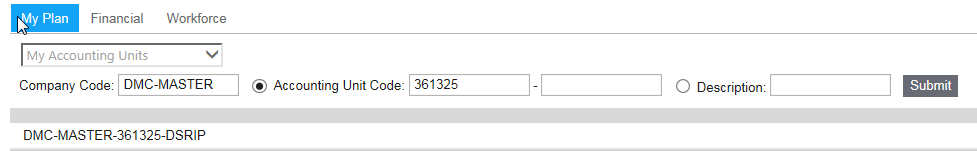 My Plan Financial Workforce
My Accounting Units
Company Code: DMC-MASTER Accounting Unit Code: 361325 - Description: Submit
DMC-MASTER-361325-DSRIP